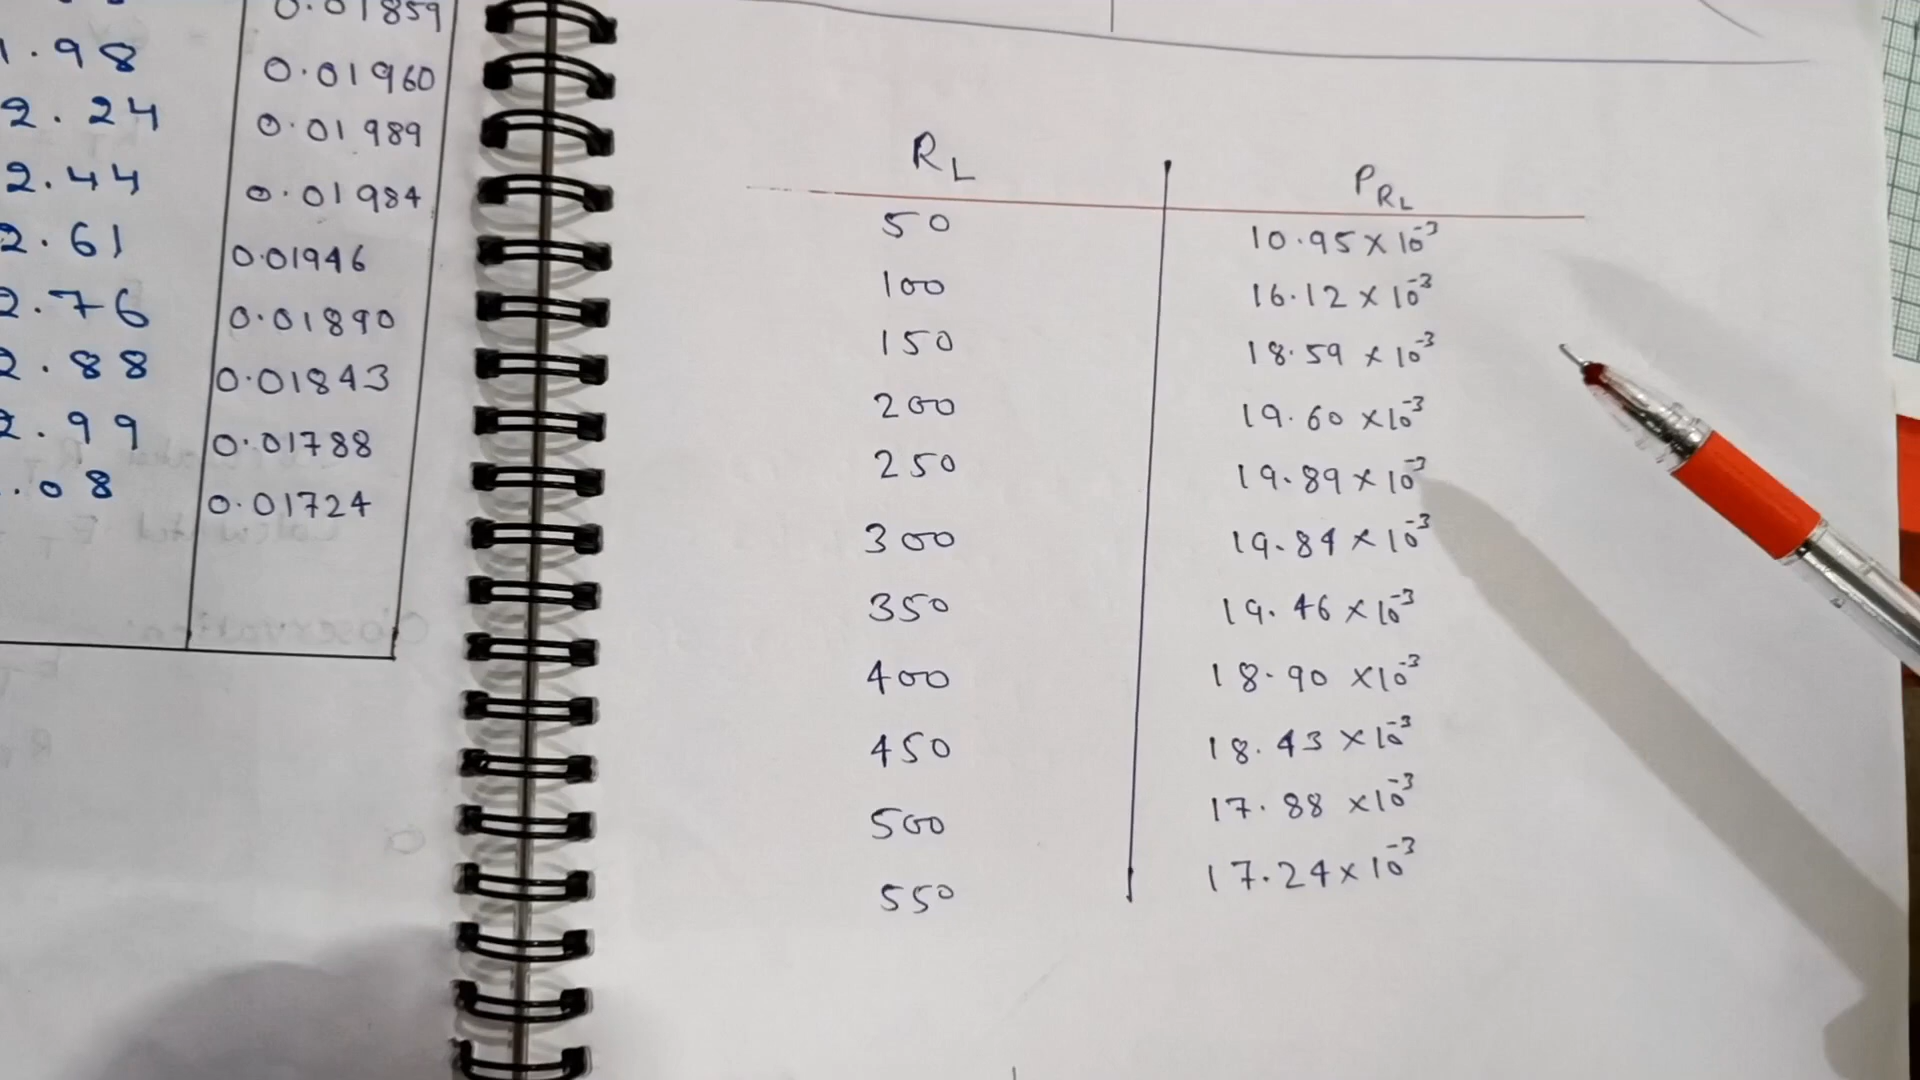 0.01859
1.98 0.01960
2.24 0.01989
2.44 0.01984
2.61 0.01946
2.76 0.01890
2.88 0.01843
2.99 0.01788
.08 0.01724
RL PRL
50 10.95 × 10⁻³
100 16.12 × 10⁻³
150 18.59 × 10⁻³
200 19.60 × 10⁻³
250 19.89 × 10⁻³
300 19.84 × 10⁻³
350 19.46 × 10⁻³
400 18.90 × 10⁻³
450 18.43 × 10⁻³
500 17.88 × 10⁻³
550 17.24 × 10⁻³